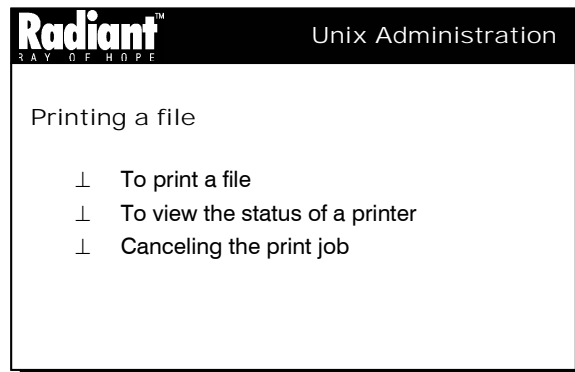 Radiant™
RAY OF HOPE
Unix Administration
Printing a file
⊥ To print a file
⊥ To view the status of a printer
⊥ Canceling the print job